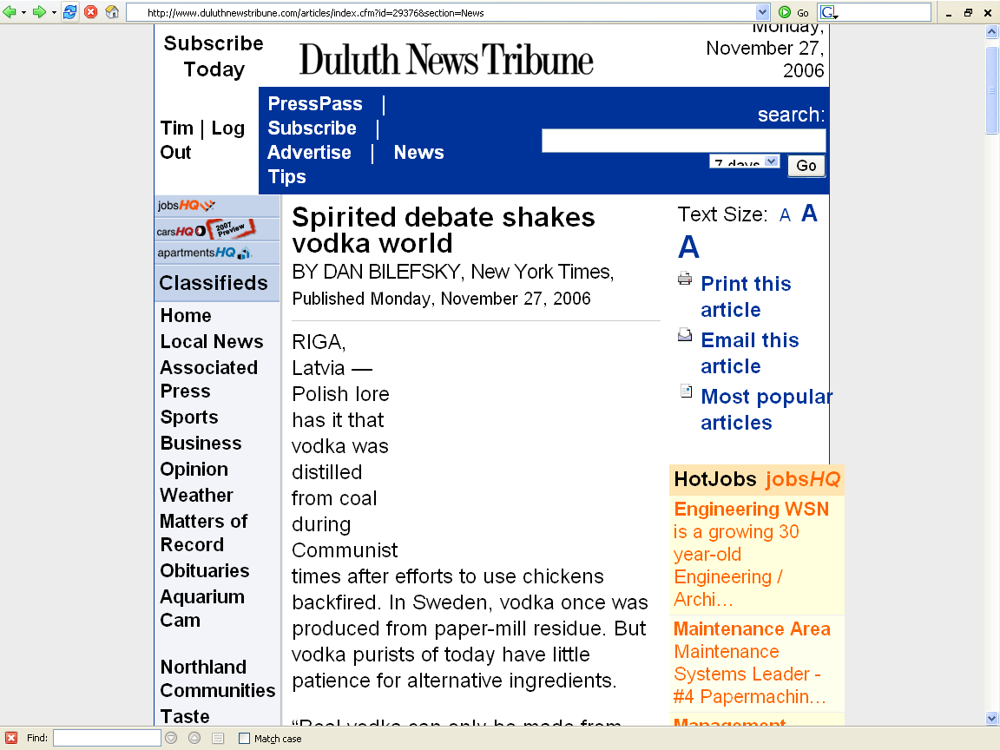 http://www.duluthnewstribune.com/articles/index.cfm?id=29376&section=News
Go
G
Subscribe
Today
Duluth News Tribune
Monday,
November 27,
2006
Tim | Log
Out
PressPass |
Subscribe |
Advertise | News
Tips
search:
7 days
Go
jobsHQ
carsHQ 2007 Preview
apartmentsHQ
Classifieds
Home
Local News
Associated
Press
Sports
Business
Opinion
Weather
Matters of
Record
Obituaries
Aquarium
Cam
Northland
Communities
Taste
Spirited debate shakes
vodka world
BY DAN BILEFSKY, New York Times,
Published Monday, November 27, 2006
RIGA,
Latvia —
Polish lore
has it that
vodka was
distilled
from coal
during
Communist
times after efforts to use chickens
backfired. In Sweden, vodka once was
produced from paper-mill residue. But
vodka purists of today have little
patience for alternative ingredients.
“Real vodka can only be made from
Text Size: A A
A
Print this
article
Email this
article
Most popular
articles
HotJobs jobsHQ
Engineering WSN
is a growing 30
year-old
Engineering /
Archi...
Maintenance Area
Maintenance
Systems Leader -
#4 Papermachin...
Management
Find:
Match case